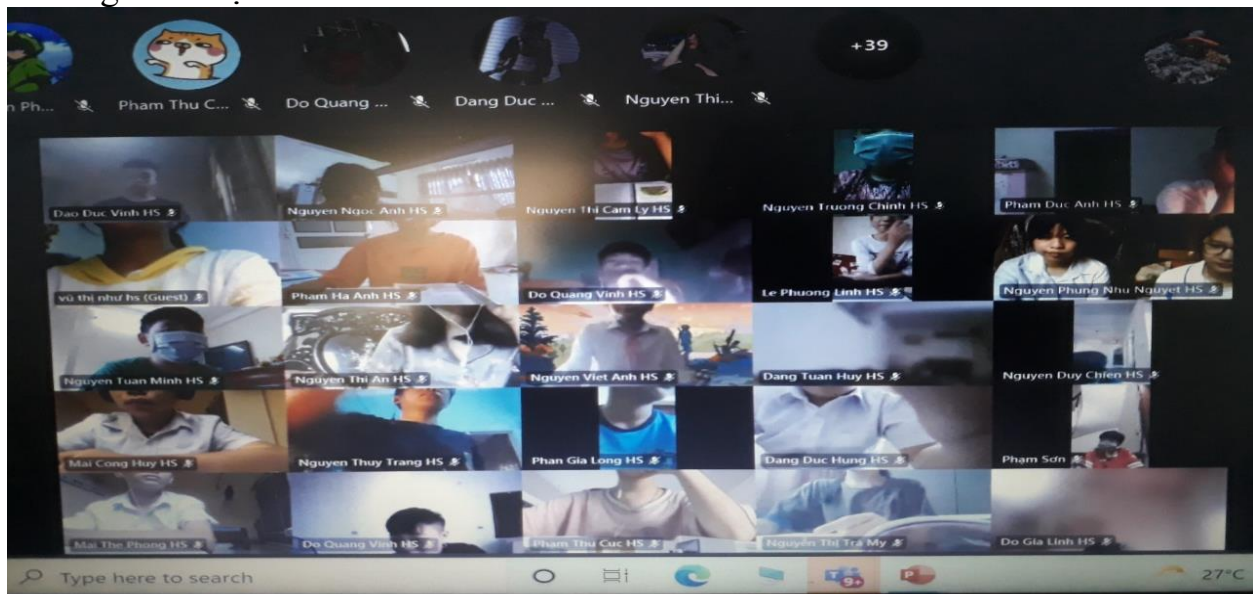 +39
n Ph...
Pham Thu C...
Do Quang ...
Dang Duc ...
Nguyen Thi...
Dao Duc Vinh HS
Nguyen Ngoc Anh HS
Nguyen Thi Cam Ly HS
Nguyen Truong Chinh HS
Pham Duc Anh HS
vũ thị như hs (Guest)
Pham Ha Anh HS
Do Quang Vinh HS
Le Phuong Linh HS
Nguyen Phung Nhu Nguyet HS
Nguyen Tuan Minh HS
Nguyen Thi An HS
Nguyen Viet Anh HS
Dang Tuan Huy HS
Nguyen Duy Chien HS
Mai Cong Huy HS
Nguyen Thuy Trang HS
Phan Gia Long HS
Dang Duc Hung HS
Phạm Sơn
Mai The Phong HS
Do Quang Vinh HS
Pham Thu Cuc HS
Nguyễn Thị Trà My
Do Gia Linh HS
Type here to search
9+
27°C